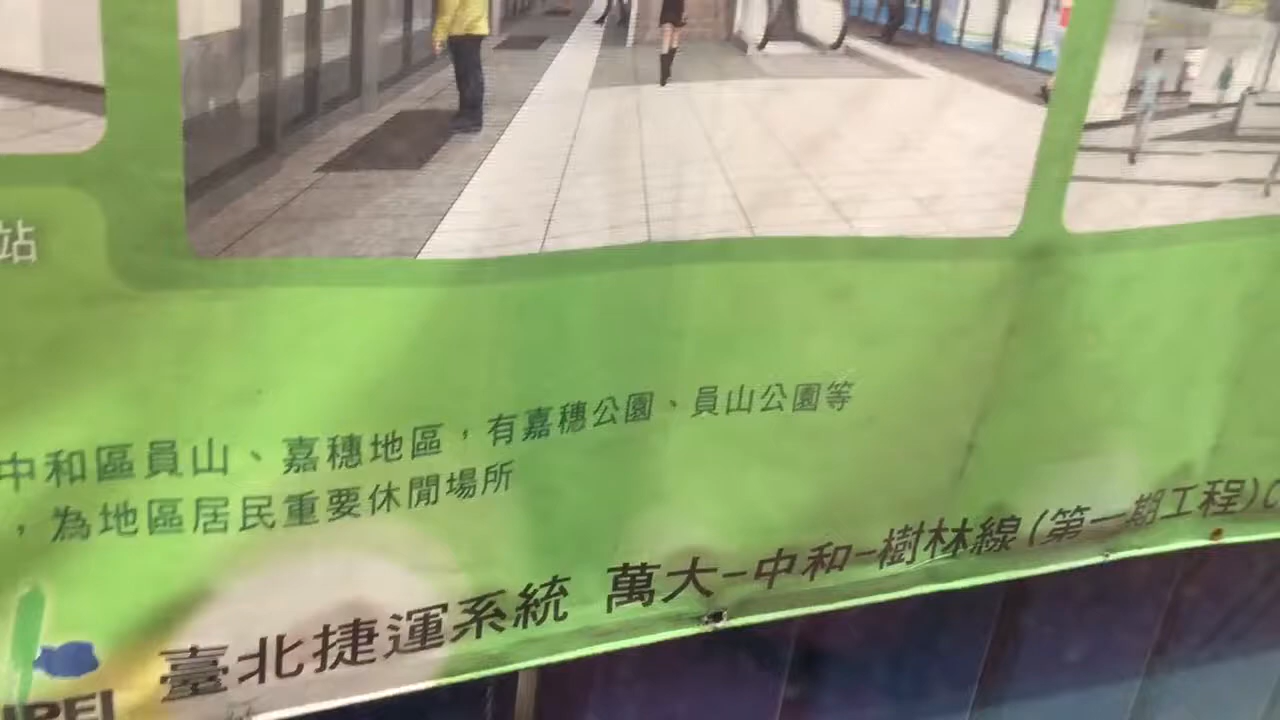 站
中和區員山、嘉穗地區，有嘉穗公園、員山公園等
，為地區居民重要休閒場所
臺北捷運系統 萬大-中和-樹林線(第一期工程)C
IPEI